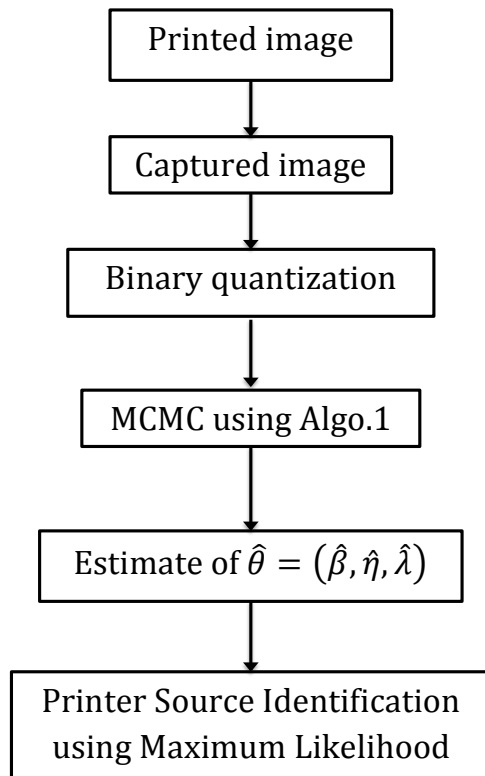 Printed image
Captured image
Binary quantization
MCMC using Algo.1
Estimate of θ̂ = (β̂, η̂, λ̂)
Printer Source Identification
using Maximum Likelihood